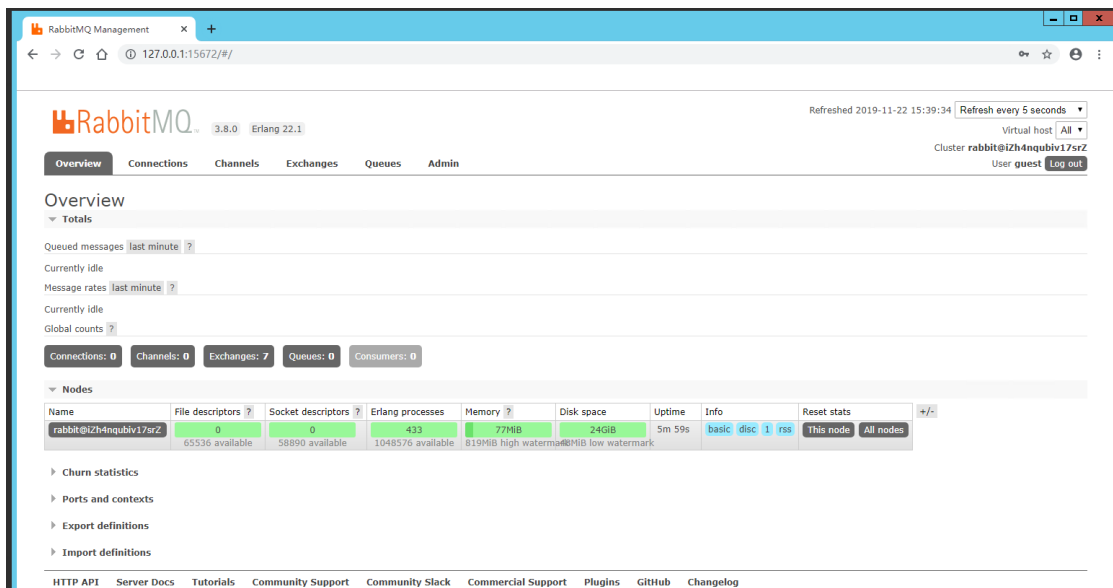 RabbitMQ Management
127.0.0.1:15672/#/
RabbitMQ 3.8.0 Erlang 22.1
Refreshed 2019-11-22 15:39:34 Refresh every 5 seconds
Virtual host All
Cluster rabbit@iZh4nqubiv17srZ
User guest Log out
Overview Connections Channels Exchanges Queues Admin
Overview
Totals
Queued messages last minute ?
Currently idle
Message rates last minute ?
Currently idle
Global counts ?
Connections: 0 Channels: 0 Exchanges: 7 Queues: 0 Consumers: 0
Nodes
Name File descriptors ? Socket descriptors ? Erlang processes Memory ? Disk space Uptime Info Reset stats +/-
rabbit@iZh4nqubiv17srZ 0 0 433 77MiB 24GiB 5m 59s basic disc 1 rss This node All nodes
65536 available 58890 available 1048576 available 819MiB high watermark 48MiB low watermark
Churn statistics
Ports and contexts
Export definitions
Import definitions
HTTP API Server Docs Tutorials Community Support Community Slack Commercial Support Plugins GitHub Changelog